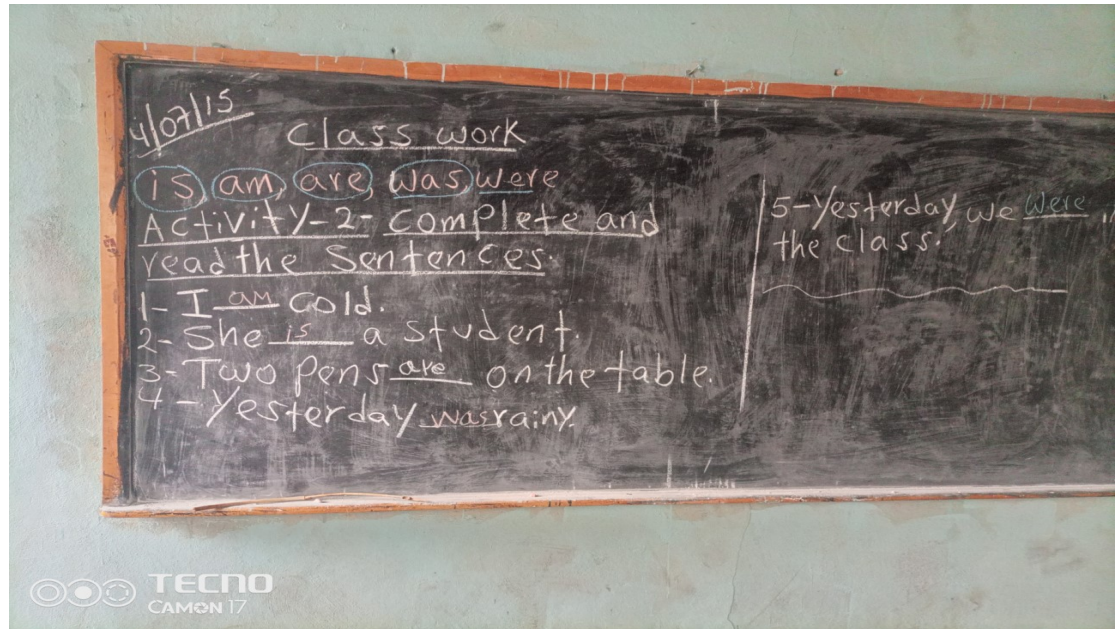 4/07/15
Class work
is, am, are, was, were
Activity-2- complete and
read the Sentences.
1- I am cold.
2- She is a student.
3- Two pens are on the table.
4- Yesterday was rainy.
5- Yesterday, we were
the class.
TECNO
CAMON 17